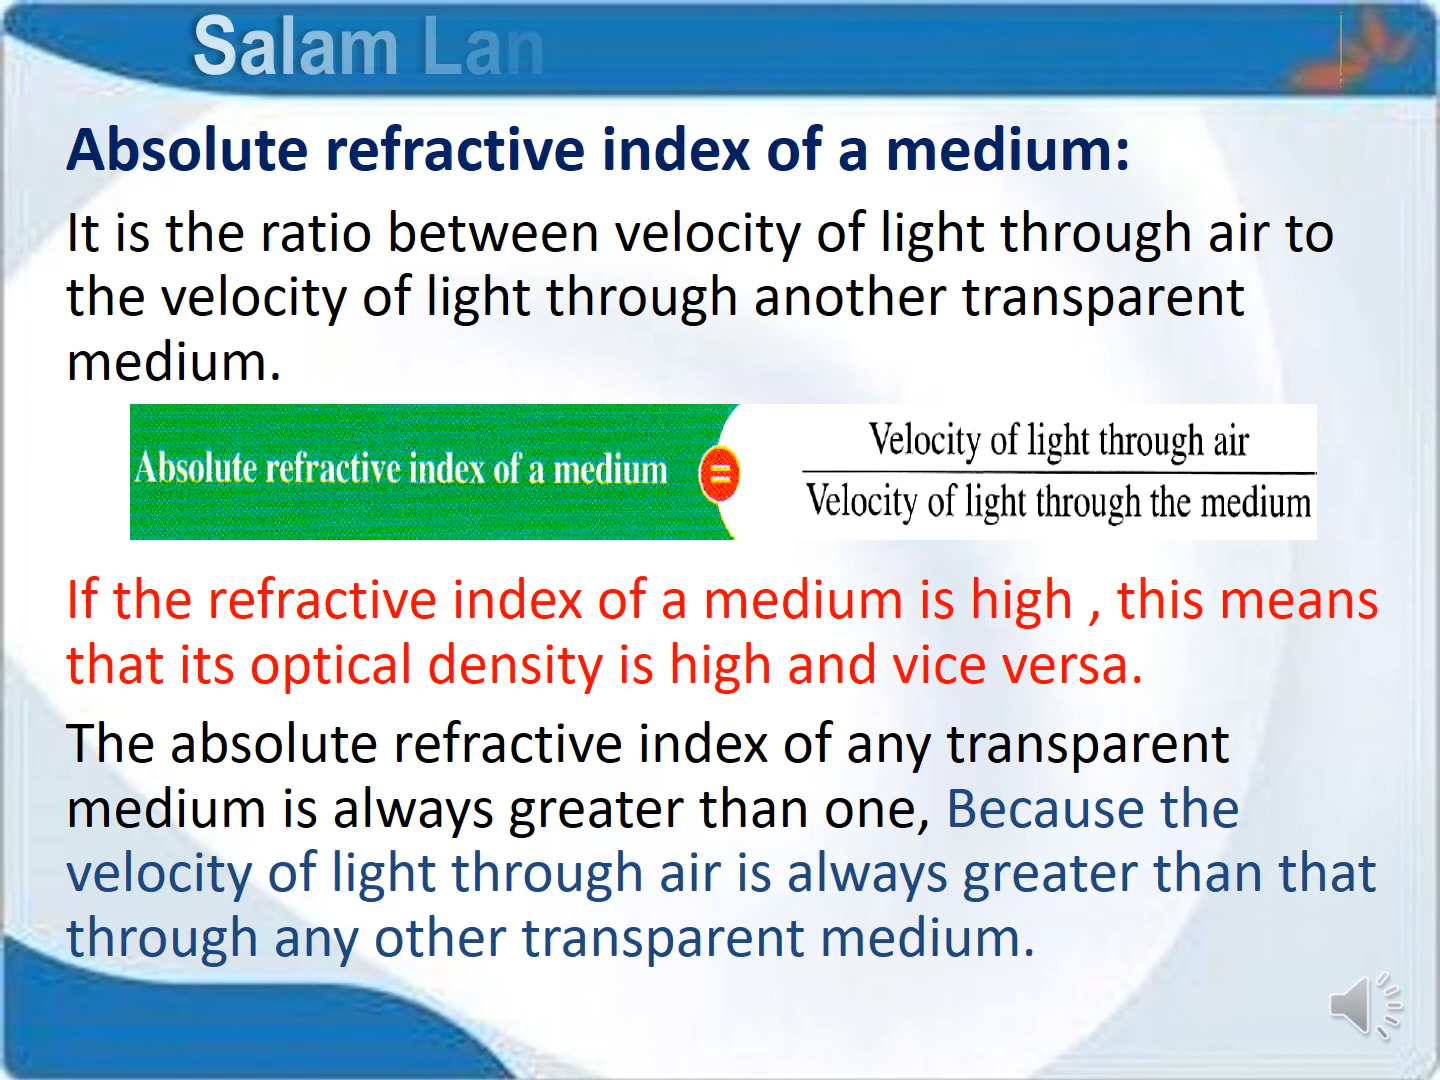 Salam Lan
Absolute refractive index of a medium:
It is the ratio between velocity of light through air to
the velocity of light through another transparent
medium.
Absolute refractive index of a medium = Velocity of light through air
Velocity of light through the medium
If the refractive index of a medium is high , this means
that its optical density is high and vice versa.
The absolute refractive index of any transparent
medium is always greater than one, Because the
velocity of light through air is always greater than that
through any other transparent medium.